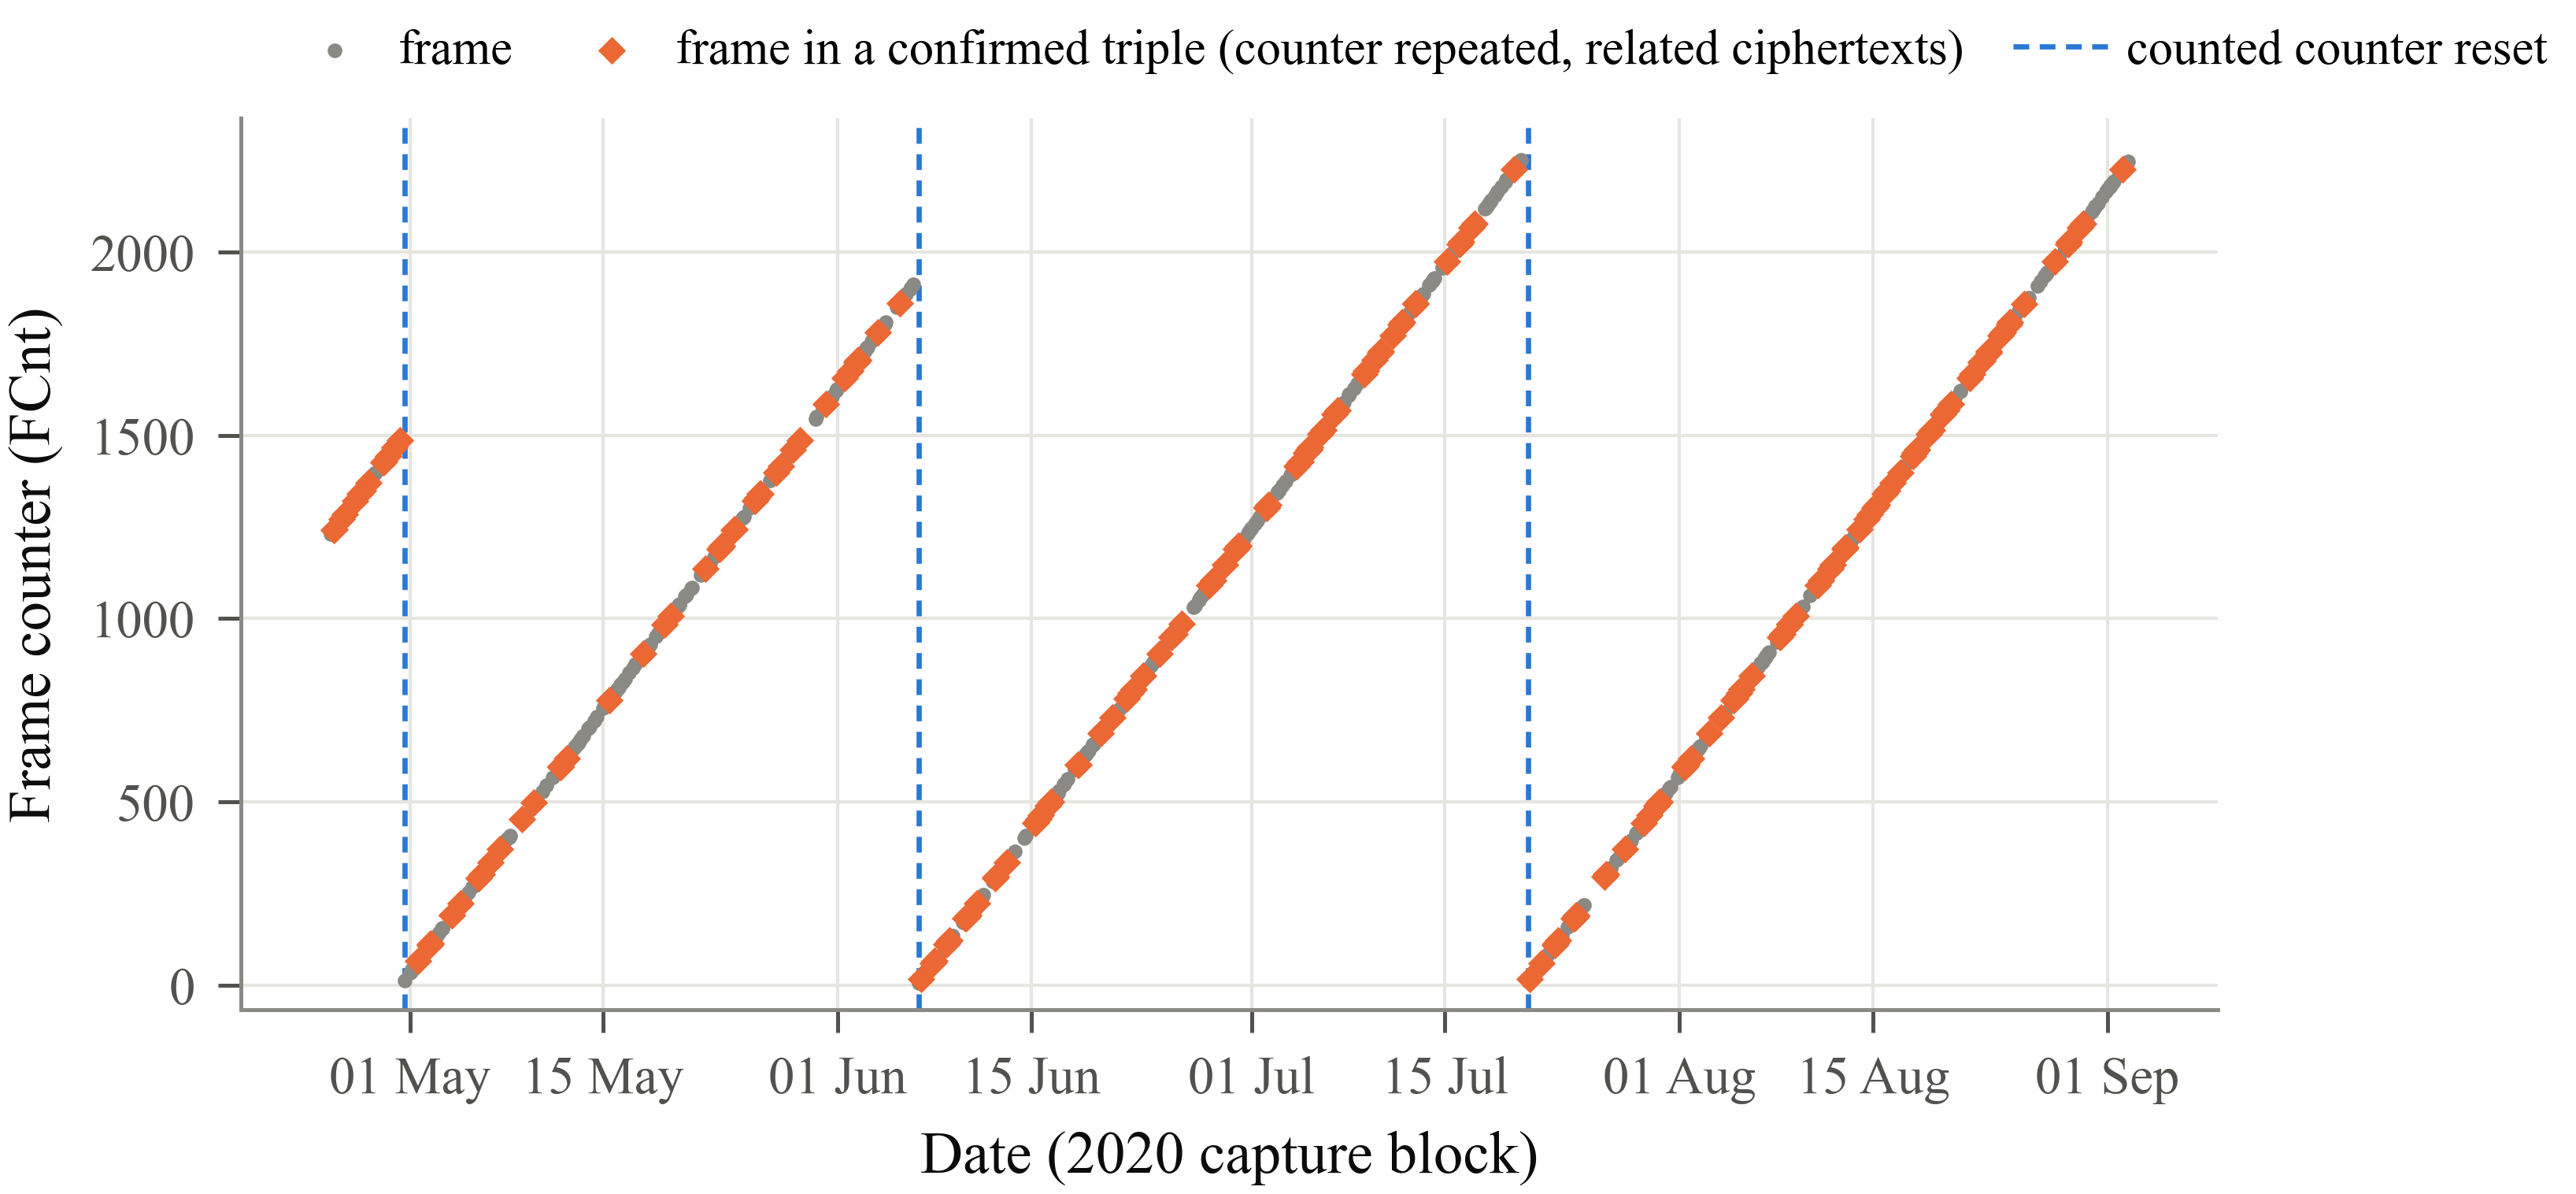 frame
frame in a confirmed triple (counter repeated, related ciphertexts)
counted counter reset
Frame counter (FCnt)
2000
1500
1000
500
0
01 May
15 May
01 Jun
15 Jun
01 Jul
15 Jul
01 Aug
15 Aug
01 Sep
Date (2020 capture block)